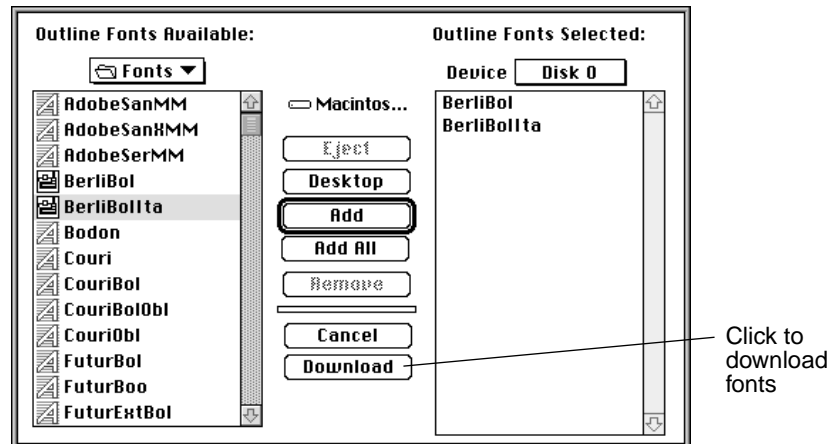 Outline Fonts Available:
Fonts
AdobeSanMM
AdobeSanXMM
AdobeSerMM
BerliBol
BerliBolIta
Bodon
Couri
CouriBol
CouriBolObl
CouriObl
FuturBol
FuturBoo
FuturExtBol
Macintos...
Eject
Desktop
Add
Add All
Remove
Cancel
Download
Outline Fonts Selected:
Device Disk 0
BerliBol
BerliBolIta
Click to
download
fonts